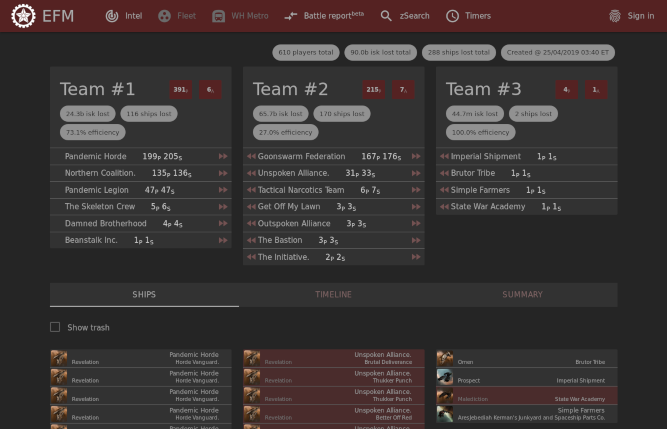 EFM
Intel
Fleet
WH Metro
Battle report beta
zSearch
Timers
Sign in
610 players total
90.0b isk lost total
288 ships lost total
Created @ 25/04/2019 03:40 ET
Team #1
391
6
24.3b isk lost
116 ships lost
73.1% efficiency
Pandemic Horde 199P 205S
Northern Coalition. 135P 136S
Pandemic Legion 47P 47S
The Skeleton Crew 5P 6S
Damned Brotherhood 4P 4S
Beanstalk Inc. 1P 1S
Team #2
215
7
65.7b isk lost
170 ships lost
27.0% efficiency
Goonswarm Federation 167P 176S
Unspoken Alliance. 31P 33S
Tactical Narcotics Team 6P 7S
Get Off My Lawn 3P 3S
Outspoken Alliance 3P 3S
The Bastion 3P 3S
The Initiative. 2P 2S
Team #3
4
1
44.7m isk lost
2 ships lost
100.0% efficiency
Imperial Shipment 1P 1S
Brutor Tribe 1P 1S
Simple Farmers 1P 1S
State War Academy 1P 1S
SHIPS
TIMELINE
SUMMARY
Show trash
Pandemic Horde
Revelation Horde Vanguard.
Pandemic Horde
Revelation Horde Vanguard.
Pandemic Horde
Revelation Horde Vanguard.
Pandemic Horde
Revelation Horde Vanguard.
Pandemic Horde
Unspoken Alliance.
Revelation Brutal Deliverance
Unspoken Alliance.
Revelation Thukker Punch
Unspoken Alliance.
Revelation Thukker Punch
Unspoken Alliance.
Revelation Better Off Red
Unspoken Alliance.
Omen Brutor Tribe
Prospect Imperial Shipment
Malediction State War Academy
Simple Farmers
Ares Jebediah Kerman's Junkyard and Spaceship Parts Co.